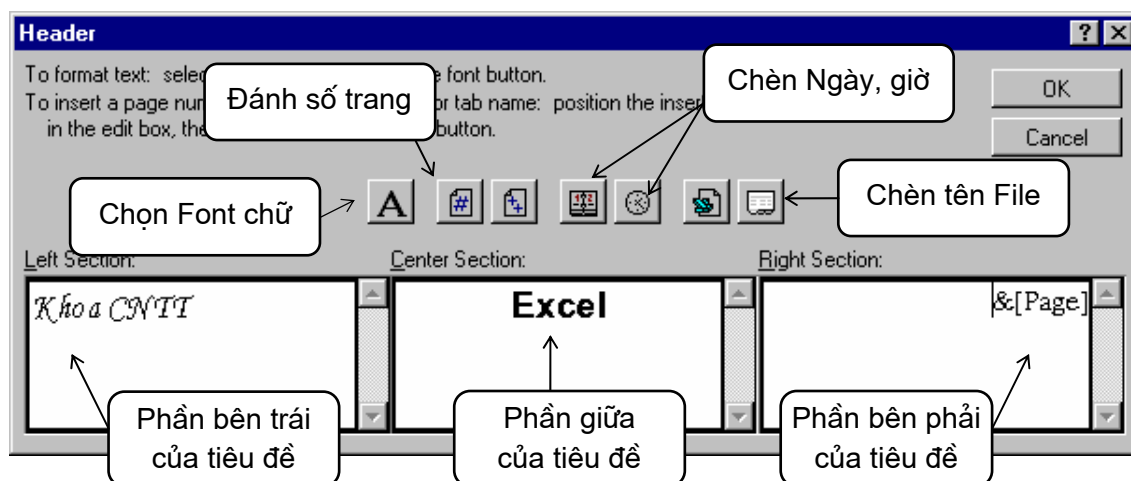 Header
To format text: selec
e font button.
Đánh số trang
Chèn Ngày, giờ
OK
To insert a page num
or tab name: position the inser
in the edit box, the
button.
Cancel
Chọn Font chữ
A
Chèn tên File
Left Section:
Center Section:
Right Section:
Khoa CNTT
Excel
&[Page]
Phần bên trái
của tiêu đề
Phần giữa
của tiêu đề
Phần bên phải
của tiêu đề